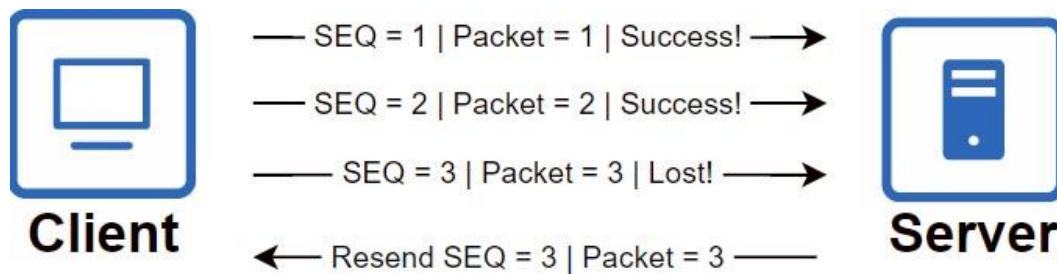 SEQ = 1 | Packet = 1 | Success!
SEQ = 2 | Packet = 2 | Success!
SEQ = 3 | Packet = 3 | Lost!
Resend SEQ = 3 | Packet = 3
Client
Server